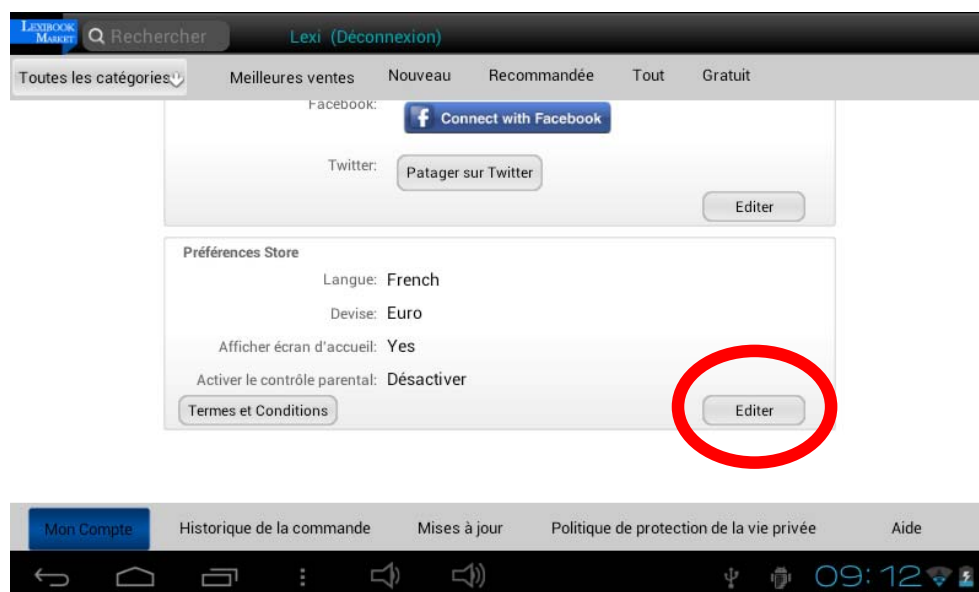 LEXIBOOK
MARKET
Rechercher
Lexi (Déconnexion)
Toutes les catégories
Meilleures ventes
Nouveau
Recommandée
Tout
Gratuit
Facebook:
f Connect with Facebook
Twitter:
Patager sur Twitter
Editer
Préférences Store
Langue: French
Devise: Euro
Afficher écran d'accueil: Yes
Activer le contrôle parental: Désactiver
Termes et Conditions
Editer
Mon Compte
Historique de la commande
Mises à jour
Politique de protection de la vie privée
Aide
09:12